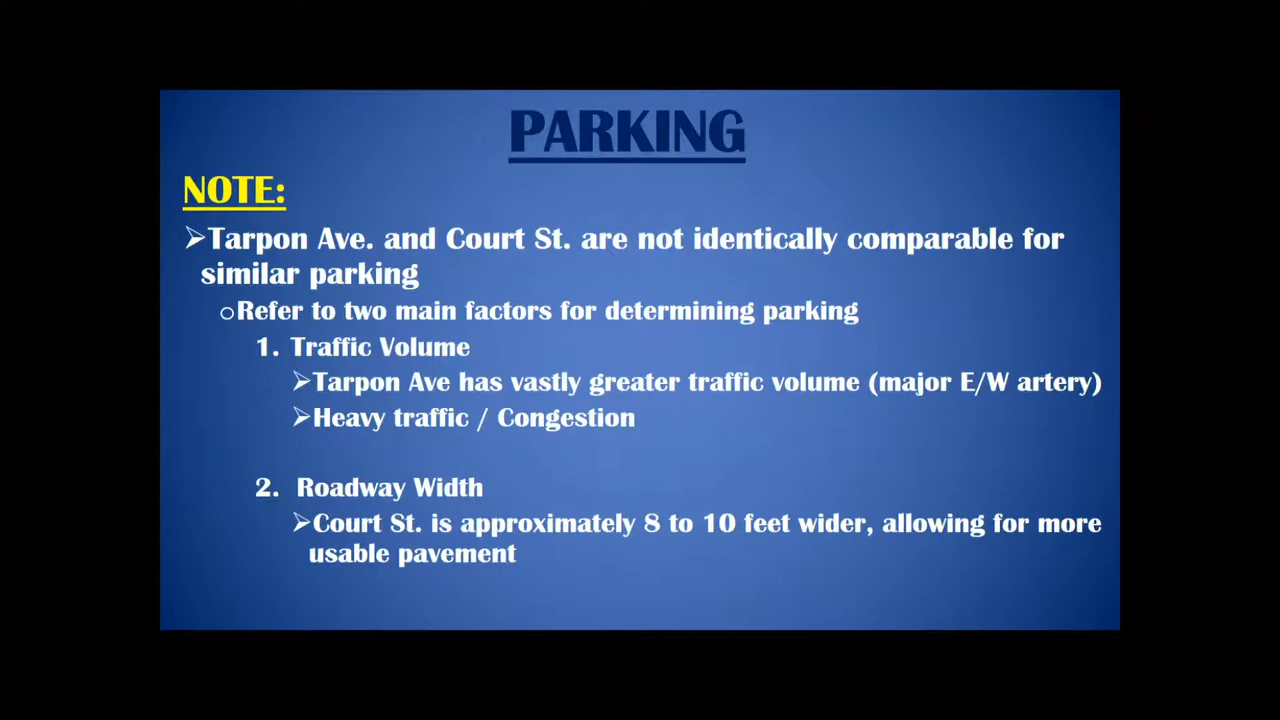 PARKING
NOTE:
➢Tarpon Ave. and Court St. are not identically comparable for
similar parking
oRefer to two main factors for determining parking
1. Traffic Volume
➢Tarpon Ave has vastly greater traffic volume (major E/W artery)
➢Heavy traffic / Congestion
2. Roadway Width
➢Court St. is approximately 8 to 10 feet wider, allowing for more
usable pavement